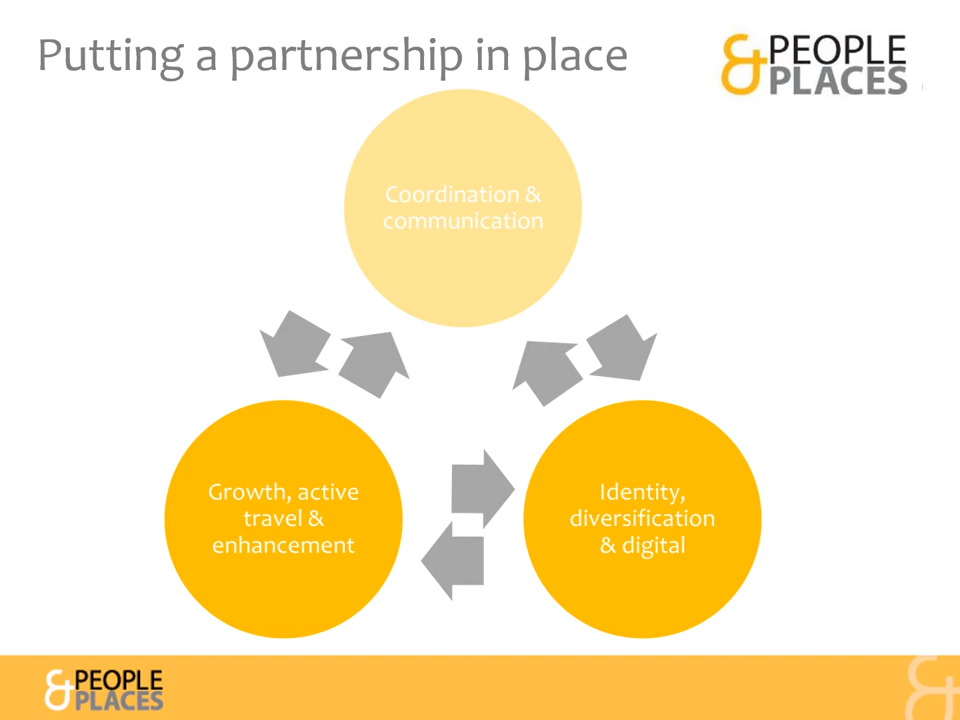 Putting a partnership in place
& PEOPLE
PLACES
Coordination &
communication
Growth, active
travel &
enhancement
Identity,
diversification
& digital
& PEOPLE
PLACES
&